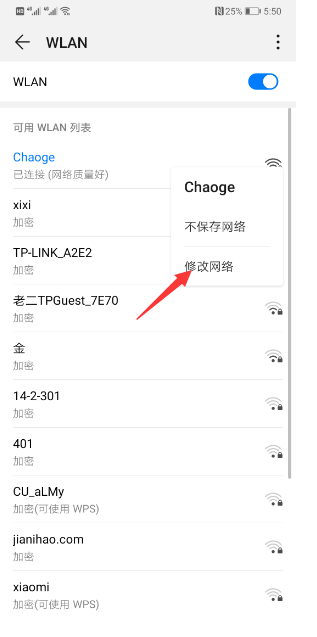 HD 4G 4G 25% 5:50
WLAN
WLAN
可用 WLAN 列表
Chaoge
已连接 (网络质量好)
Chaoge
不保存网络
修改网络
xixi
加密
TP-LINK_A2E2
加密
老二TPGuest_7E70
加密
金
加密
14-2-301
加密
401
加密
CU_aLMy
加密(可使用 WPS)
jianihao.com
加密
xiaomi
加密(可使用 WPS)